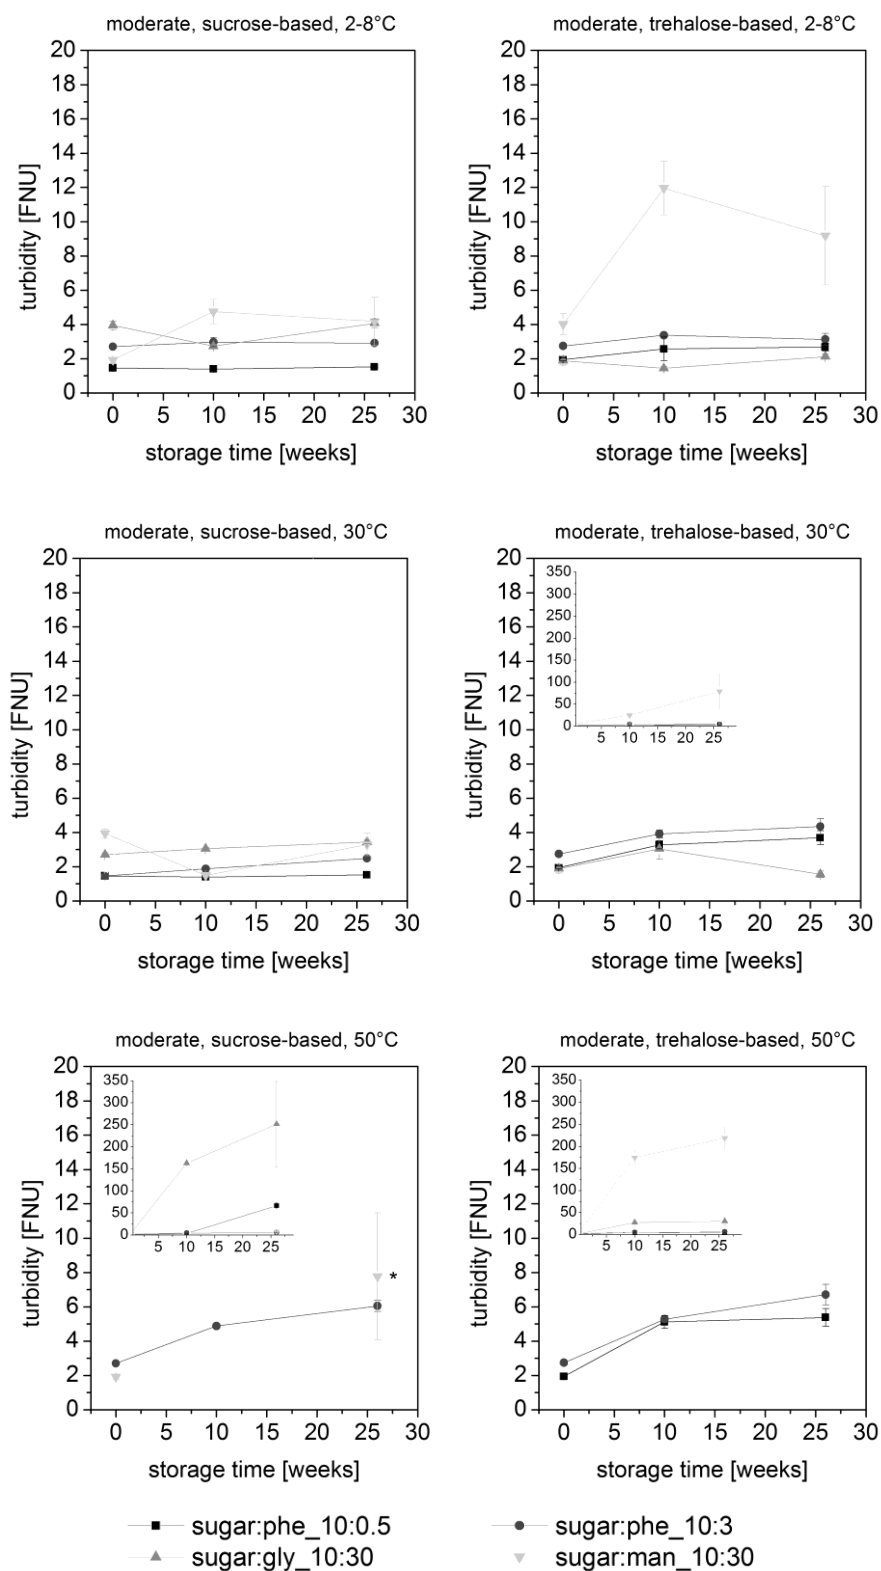 moderate, sucrose-based, 2-8°C
20
18
16
14
12
10
8
6
4
2
0
turbidity [FNU]
0 5 10 15 20 25 30
storage time [weeks]
moderate, trehalose-based, 2-8°C
20
18
16
14
12
10
8
6
4
2
0
turbidity [FNU]
0 5 10 15 20 25 30
storage time [weeks]
moderate, sucrose-based, 30°C
20
18
16
14
12
10
8
6
4
2
0
turbidity [FNU]
0 5 10 15 20 25 30
storage time [weeks]
moderate, trehalose-based, 30°C
20
18
16
14
12
10
8
6
4
2
0
turbidity [FNU]
350
300
250
200
150
100
50
0
5 10 15 20 25
0 5 10 15 20 25 30
storage time [weeks]
moderate, sucrose-based, 50°C
20
18
16
14
12
10
8
6
4
2
0
turbidity [FNU]
350
300
250
200
150
100
50
0
5 10 15 20 25
*
0 5 10 15 20 25 30
storage time [weeks]
moderate, trehalose-based, 50°C
20
18
16
14
12
10
8
6
4
2
0
turbidity [FNU]
350
300
250
200
150
100
50
0
5 10 15 20 25
0 5 10 15 20 25 30
storage time [weeks]
sugar:phe_10:0.5
sugar:phe_10:3
sugar:gly_10:30
sugar:man_10:30